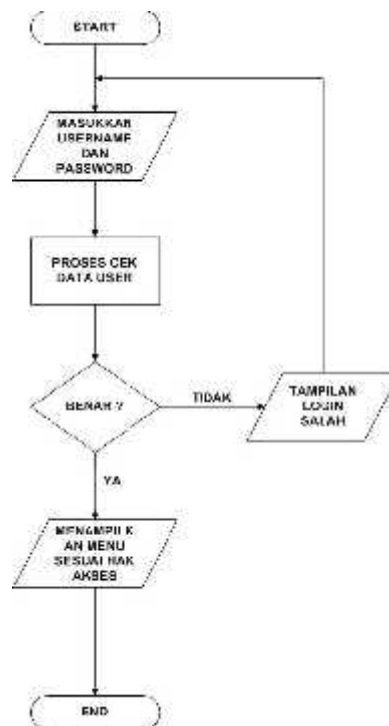 START
MASUKKAN
USERNAME
DAN
PASSWORD
PROSES CEK
DATA USER
BENAR ?
TIDAK
TAMPILAN
LOGIN
SALAH
YA
MENAMPILK
AN MENU
SESUAI HAK
AKSES
END